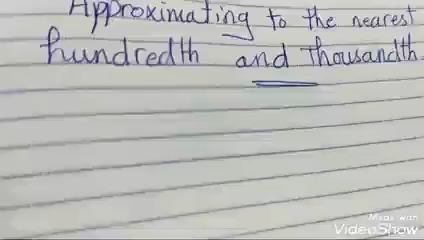 Approximating to the nearest
hundredth and thousandth.
Made with
VideoShow